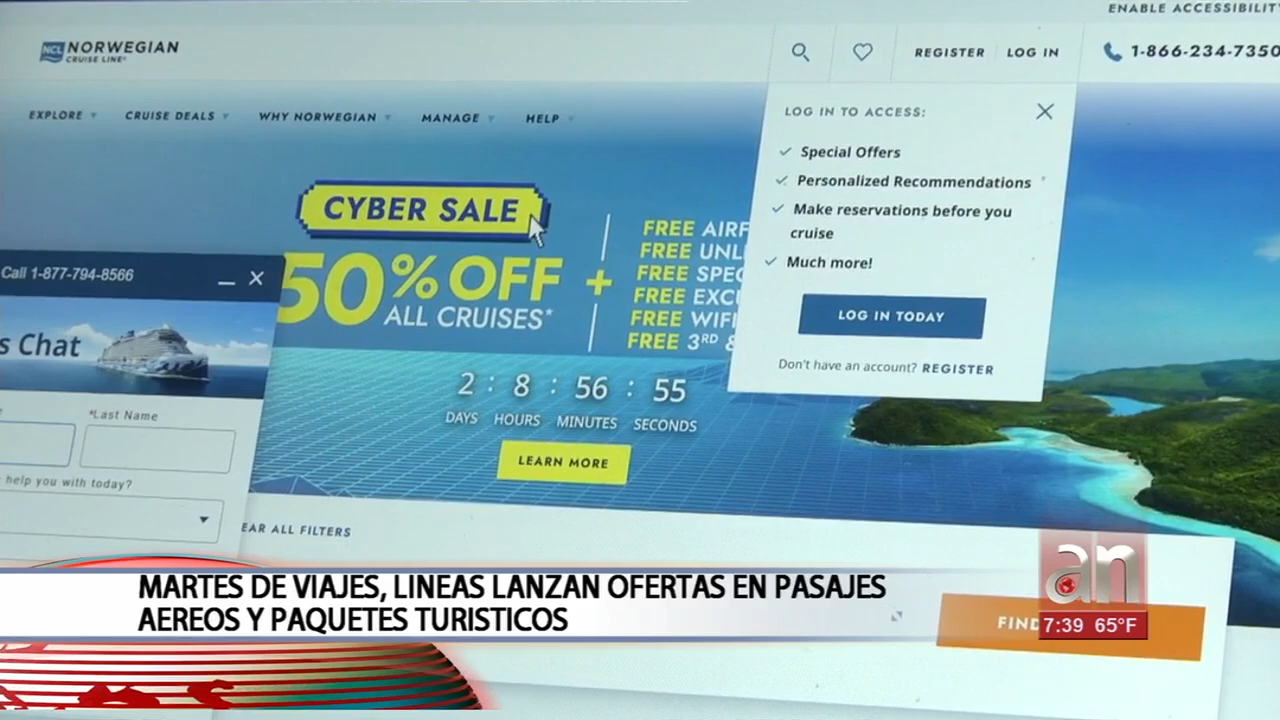 ENABLE ACCESSIBILITY
NCL NORWEGIAN
CRUISE LINE®
REGISTER LOG IN
1-866-234-7350
EXPLORE
CRUISE DEALS
WHY NORWEGIAN
MANAGE
HELP
LOG IN TO ACCESS:
Special Offers
Personalized Recommendations
Make reservations before you
cruise
Much more!
LOG IN TODAY
Don't have an account? REGISTER
CYBER SALE
50% OFF
ALL CRUISES*
+
FREE
FREE
FREE
FREE
FREE WIFI
FREE 3RD &
2 : 8 : 56 : 55
DAYS HOURS MINUTES SECONDS
LEARN MORE
Call 1-877-794-8566
s Chat
*Last Name
help you with today?
EAR ALL FILTERS
FIND
MARTES DE VIAJES, LINEAS LANZAN OFERTAS EN PASAJES
AEREOS Y PAQUETES TURISTICOS
an
7:39 65°F